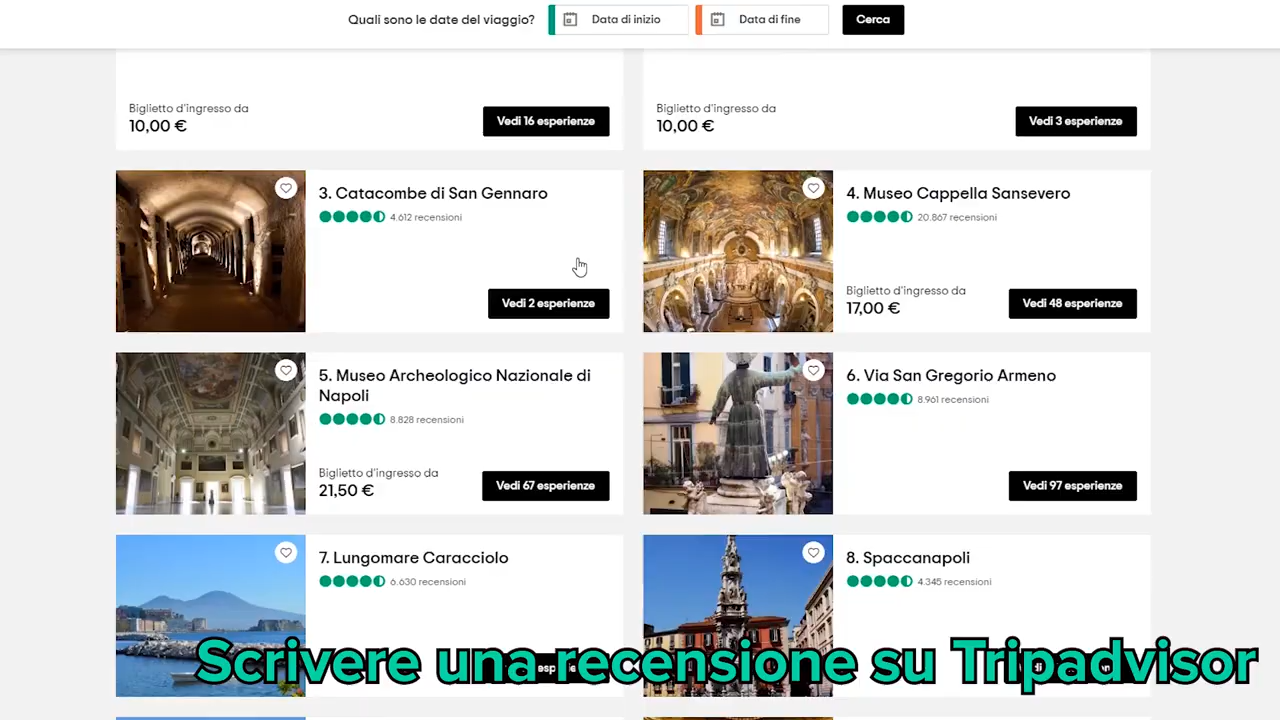 Quali sono le date del viaggio?
Data di inizio
Data di fine
Cerca
Biglietto d'ingresso da
10,00 €
Vedi 16 esperienze
Biglietto d'ingresso da
10,00 €
Vedi 3 esperienze
3. Catacombe di San Gennaro
4.612 recensioni
Vedi 2 esperienze
4. Museo Cappella Sansevero
20.867 recensioni
Biglietto d'ingresso da
17,00 €
Vedi 48 esperienze
5. Museo Archeologico Nazionale di
Napoli
8.828 recensioni
Biglietto d'ingresso da
21,50 €
Vedi 67 esperienze
6. Via San Gregorio Armeno
8.961 recensioni
Vedi 97 esperienze
7. Lungomare Caracciolo
6.630 recensioni
8. Spaccanapoli
4.345 recensioni
Scrivere una recensione su Tripadvisor